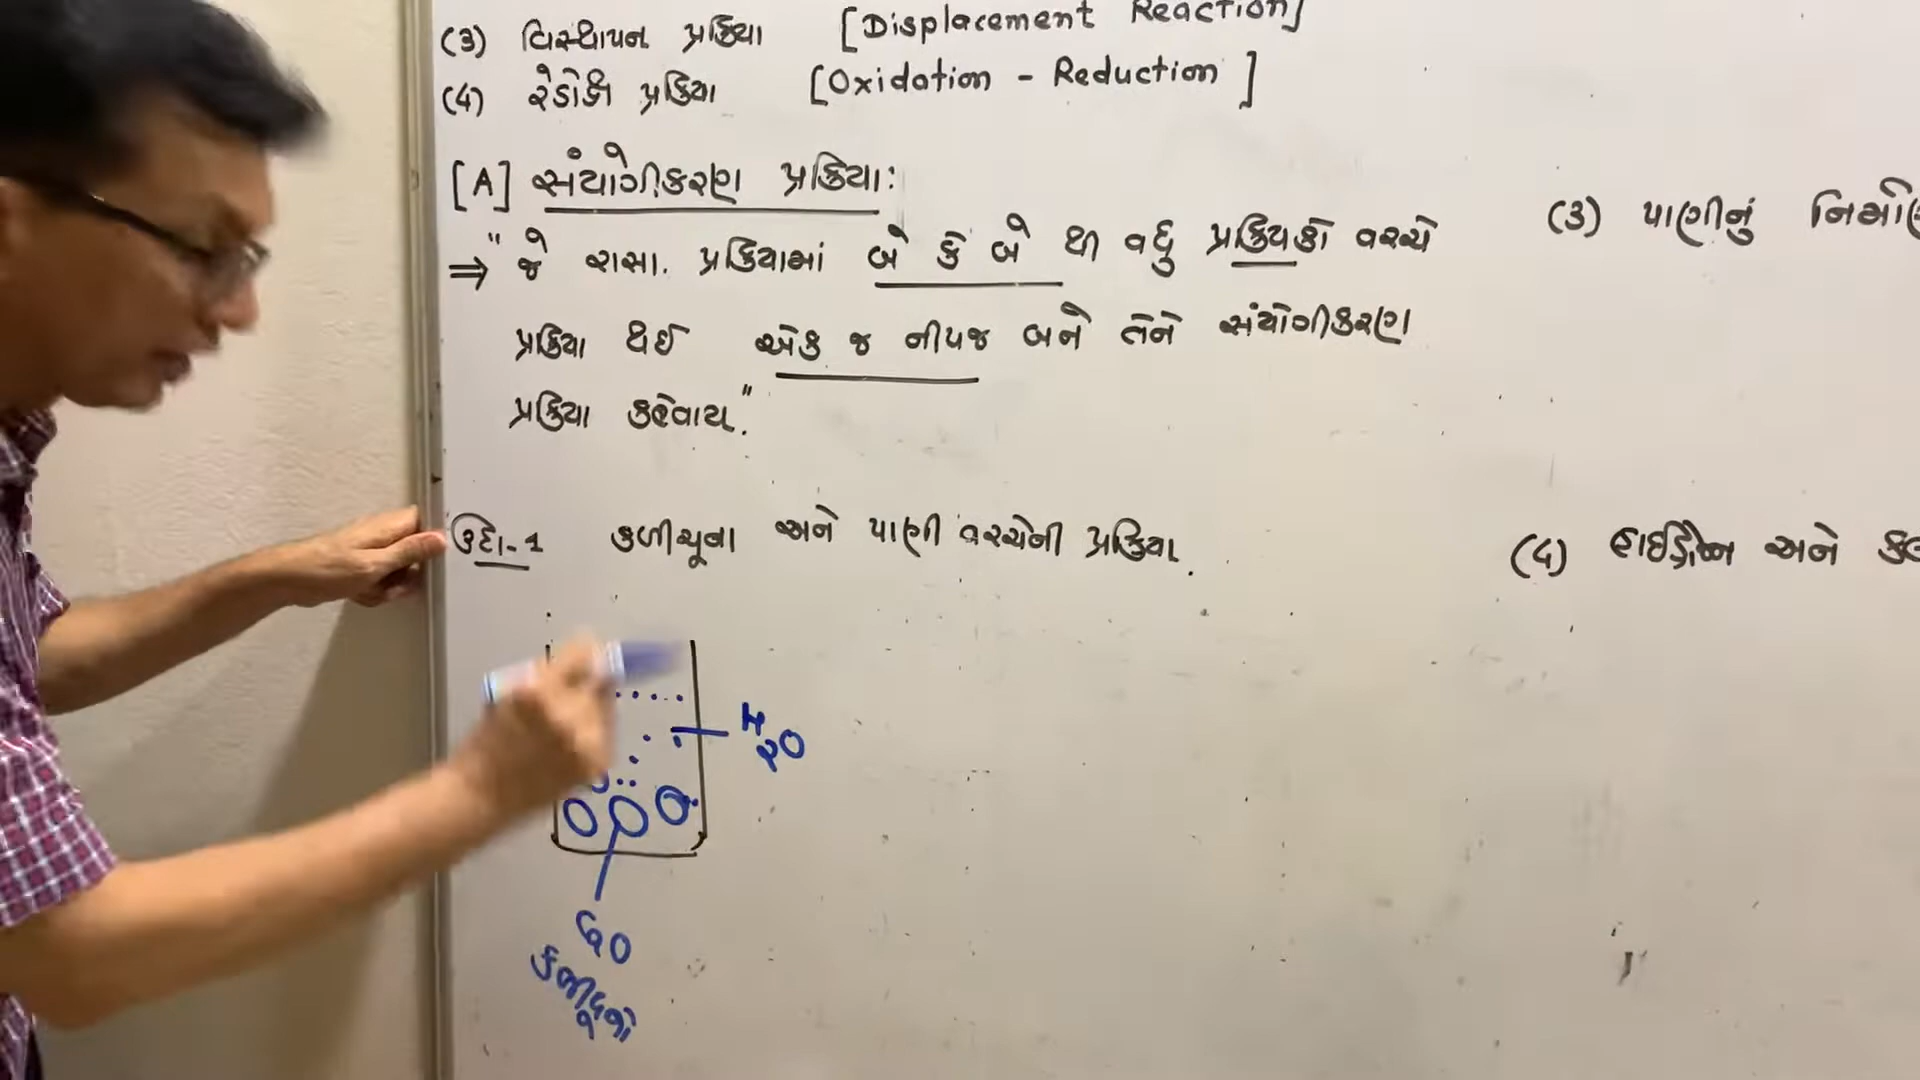 (3) વિસ્થાપન પ્રક્રિયા [Displacement Reaction]
(4) રેડોક્ષ પ્રક્રિયા [Oxidation - Reduction]
[A] સંયોગીકરણ પ્રક્રિયા:
⇒ "જે રાસા. પ્રક્રિયામાં બે કે બે થી વધુ પ્રક્રિયકો વચ્ચે
પ્રક્રિયા થઈ એક જ નીપજ બને તેને સંયોગીકરણ
પ્રક્રિયા કહેવાય."
ઉદા-1 કળીચૂના અને પાણી વચ્ચેની પ્રક્રિયા.
H2O
CaO
કળીચૂનો
(3) પાણીનું
(4) હાઈડ્રોજન અને